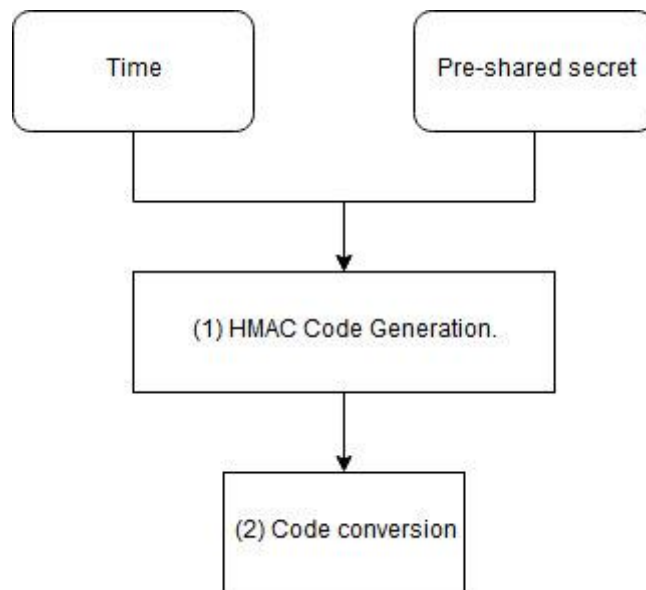 Time
Pre-shared secret
(1) HMAC Code Generation.
(2) Code conversion